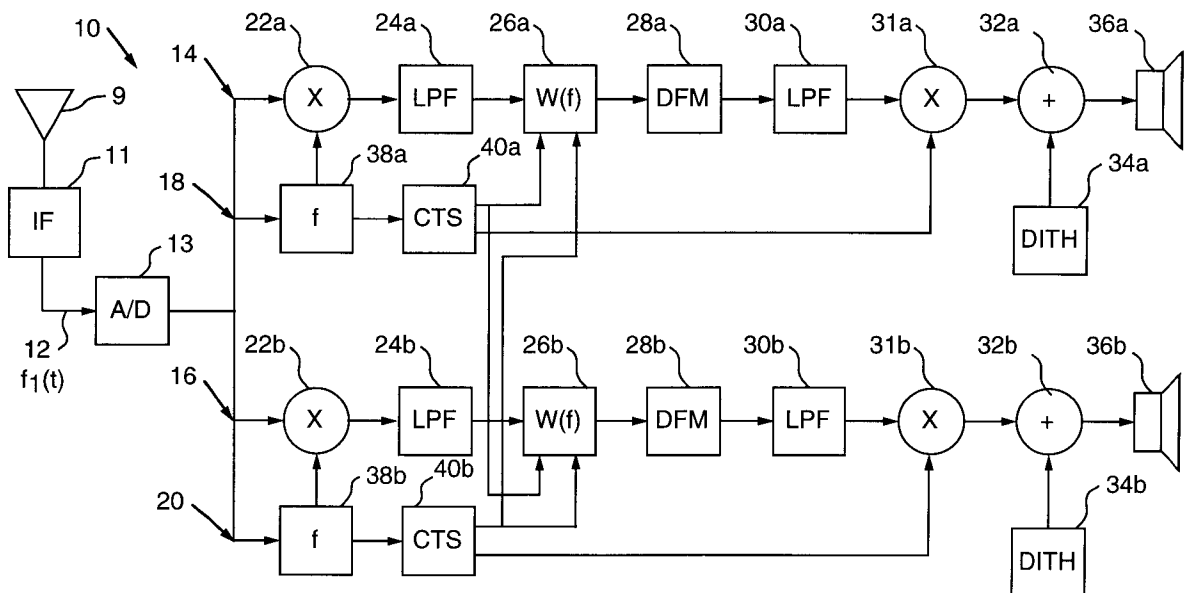 10
22a
24a
26a
28a
30a
31a
32a
36a
14
9
X
LPF
W(f)
DFM
LPF
X
+
11
18
38a
40a
34a
IF
13
f
CTS
DITH
A/D
12
f1(t)
22b
24b
26b
28b
30b
31b
32b
36b
16
X
LPF
W(f)
DFM
LPF
X
+
38b
40b
34b
20
f
CTS
DITH